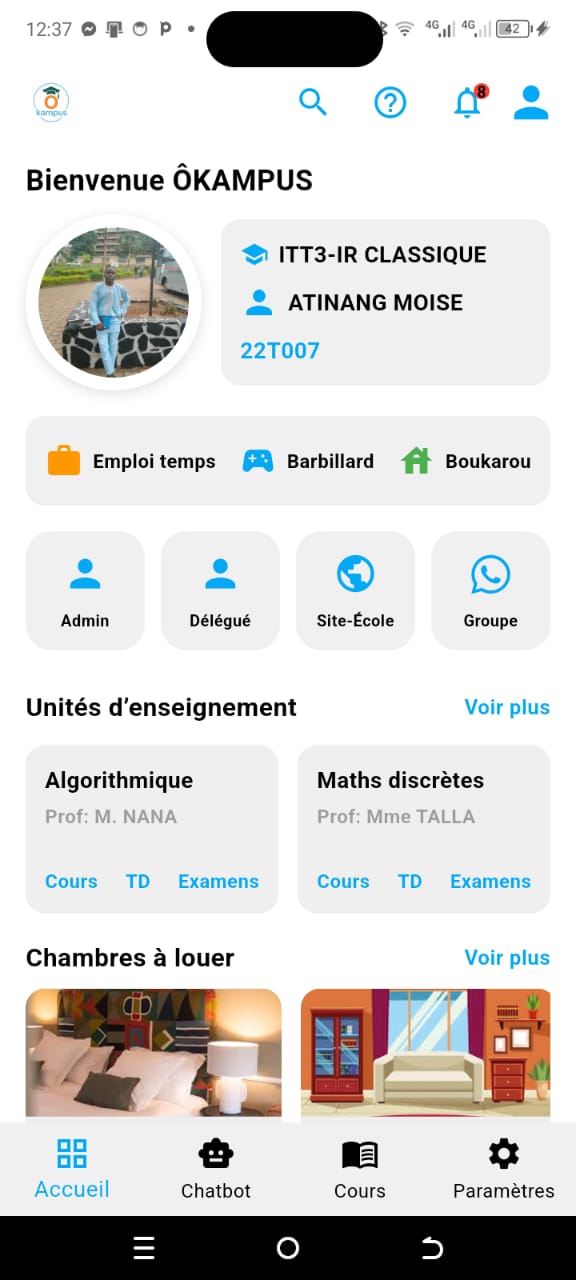 12:37 4G 4G 42
Ô
kampus
8
Bienvenue ÔKAMPUS
ITT3-IR CLASSIQUE
ATINANG MOISE
22T007
Emploi temps Barbillard Boukarou
Admin Délégué Site-École Groupe
Unités d’enseignement Voir plus
Algorithmique Maths discrètes
Prof: M. NANA Prof: Mme TALLA
Cours TD Examens Cours TD Examens
Chambres à louer Voir plus
Accueil Chatbot Cours Paramètres